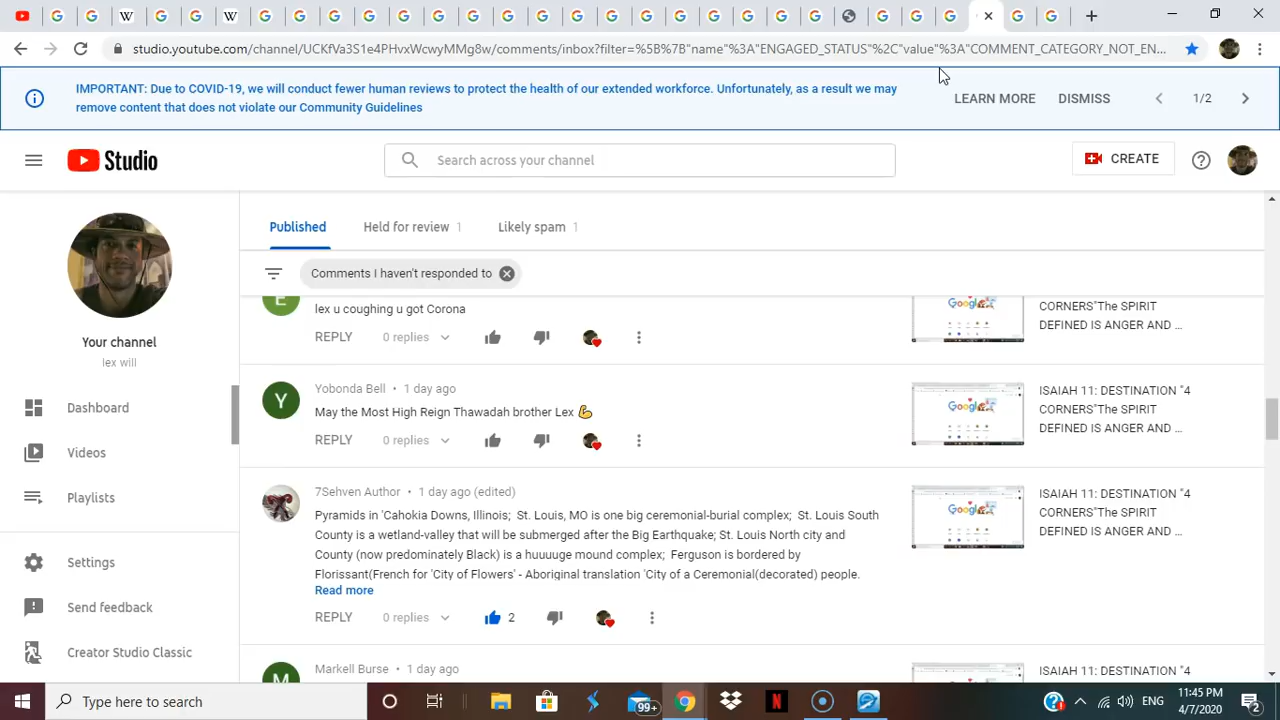 studio.youtube.com/channel/UCKfVa3S1e4PHvxWcwyMMg8w/comments/inbox?filter=%5B%7B"name"%3A"ENGAGED_STATUS"%2C"value"%3A"COMMENT_CATEGORY_NOT_EN...
IMPORTANT: Due to COVID-19, we will conduct fewer human reviews to protect the health of our extended workforce. Unfortunately, as a result we may
remove content that does not violate our Community Guidelines
LEARN MORE
DISMISS
1/2
Studio
Search across your channel
CREATE
Your channel
lex will
Dashboard
Videos
Playlists
Settings
Send feedback
Creator Studio Classic
Published
Held for review 1
Likely spam 1
Comments I haven't responded to
E
lex u coughing u got Corona
REPLY
0 replies
CORNERS"The SPIRIT
DEFINED IS ANGER AND ...
Y
Yobonda Bell • 1 day ago
May the Most High Reign Thawadah brother Lex 💪
REPLY
0 replies
Google
ISAIAH 11: DESTINATION "4
CORNERS"The SPIRIT
DEFINED IS ANGER AND ...
7Sehven Author • 1 day ago (edited)
Pyramids in 'Cahokia Downs, Illinois; St. Louis, MO is one big ceremonial-burial complex; St. Louis South
County is a wetland-valley that will be submerged after the Big Earthquake; St. Louis North city and
County (now predominately Black) is a huuuge mound complex; Ferguson is bordered by
Florissant(French for 'City of Flowers' - Aboriginal translation 'City of a Ceremonial(decorated) people.
Read more
REPLY
0 replies
2
Google
ISAIAH 11: DESTINATION "4
CORNERS"The SPIRIT
DEFINED IS ANGER AND ...
Markell Burse • 1 day ago
ISAIAH 11: DESTINATION "4
Type here to search
99+
ENG
11:45 PM
4/7/2020
2